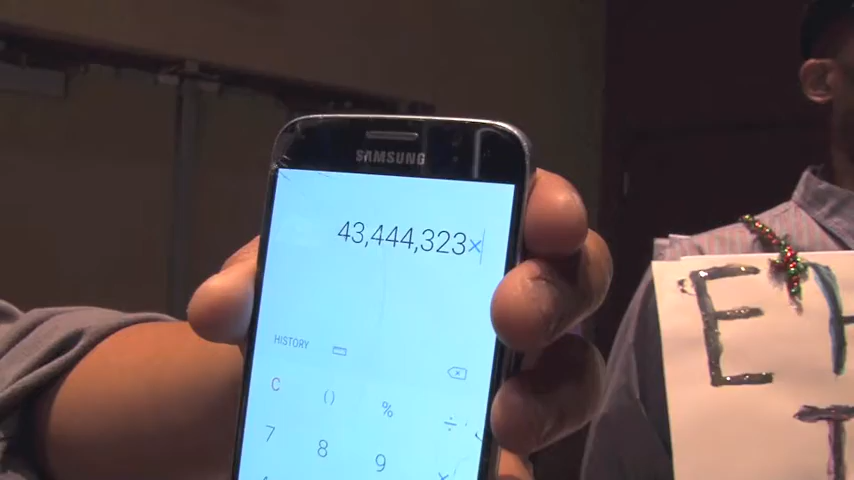 SAMSUNG
43,444,323×
HISTORY
C
()
%
÷
7
8
9
×